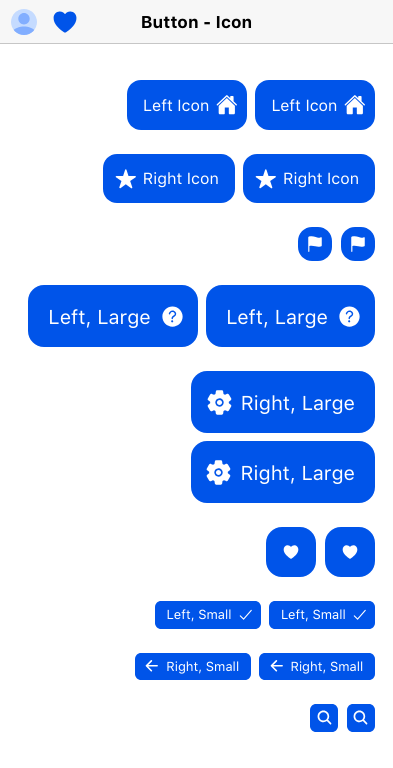 Button - Icon
Left Icon Left Icon
Right Icon Right Icon
Left, Large Left, Large
Right, Large
Right, Large
Left, Small Left, Small
Right, Small Right, Small